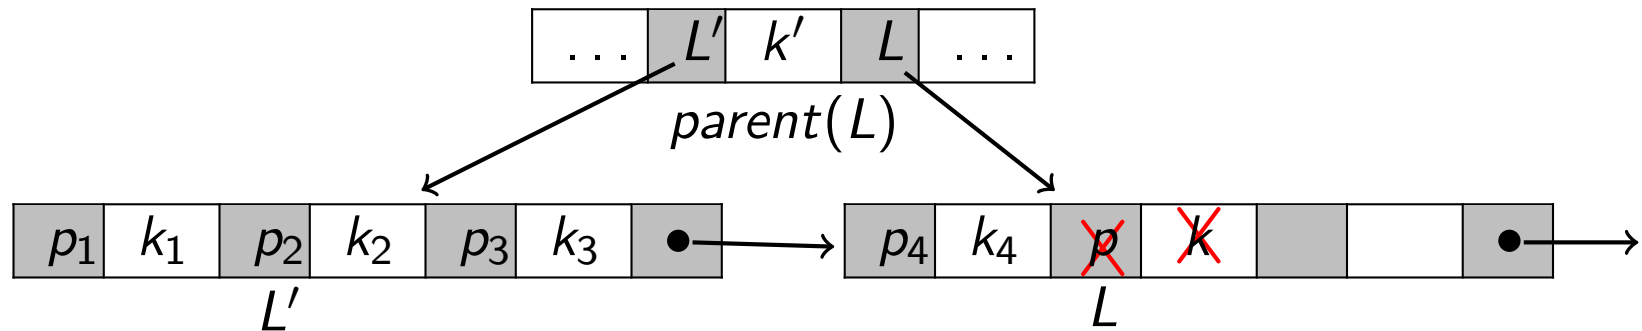 ... L′ k′ L ...
parent(L)
p₁ k₁ p₂ k₂ p₃ k₃ p₄ k₄ p k
L′ L